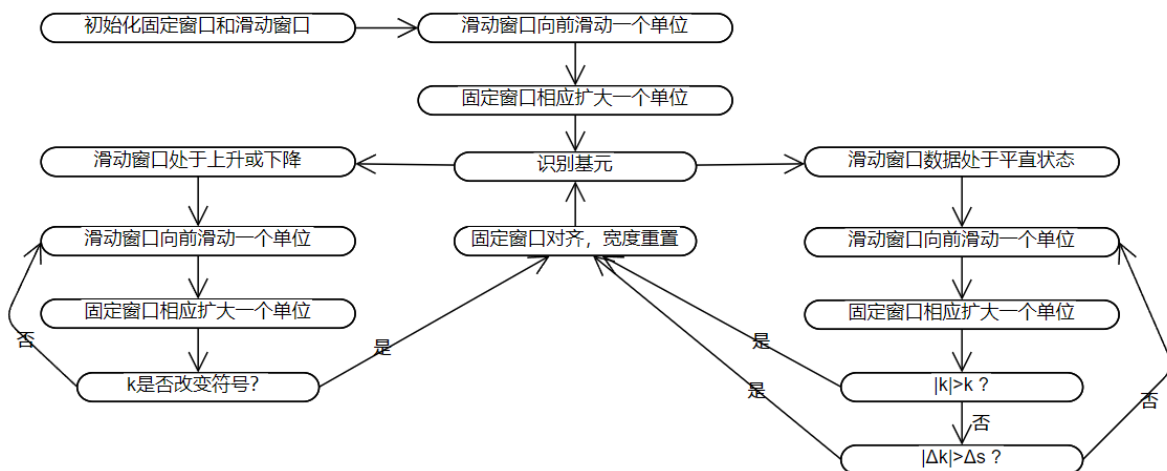 初始化固定窗口和滑动窗口
滑动窗口向前滑动一个单位
固定窗口相应扩大一个单位
滑动窗口处于上升或下降
识别基元
滑动窗口数据处于平直状态
滑动窗口向前滑动一个单位
固定窗口对齐，宽度重置
滑动窗口向前滑动一个单位
固定窗口相应扩大一个单位
固定窗口相应扩大一个单位
否
是
是
k是否改变符号？
|k|>k ?
是
否
否
|Δk|>Δs ?